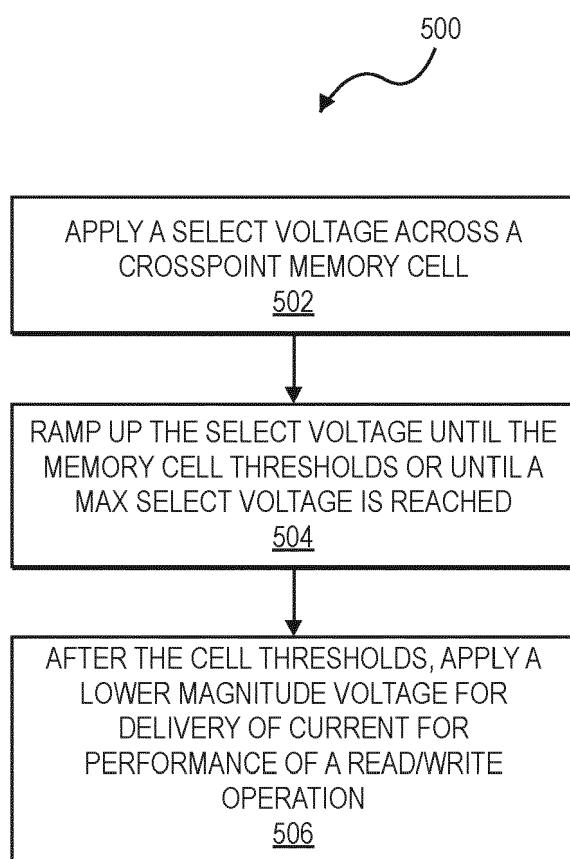 500
APPLY A SELECT VOLTAGE ACROSS A
CROSSPOINT MEMORY CELL
502
RAMP UP THE SELECT VOLTAGE UNTIL THE
MEMORY CELL THRESHOLDS OR UNTIL A
MAX SELECT VOLTAGE IS REACHED
504
AFTER THE CELL THRESHOLDS, APPLY A
LOWER MAGNITUDE VOLTAGE FOR
DELIVERY OF CURRENT FOR
PERFORMANCE OF A READ/WRITE
OPERATION
506